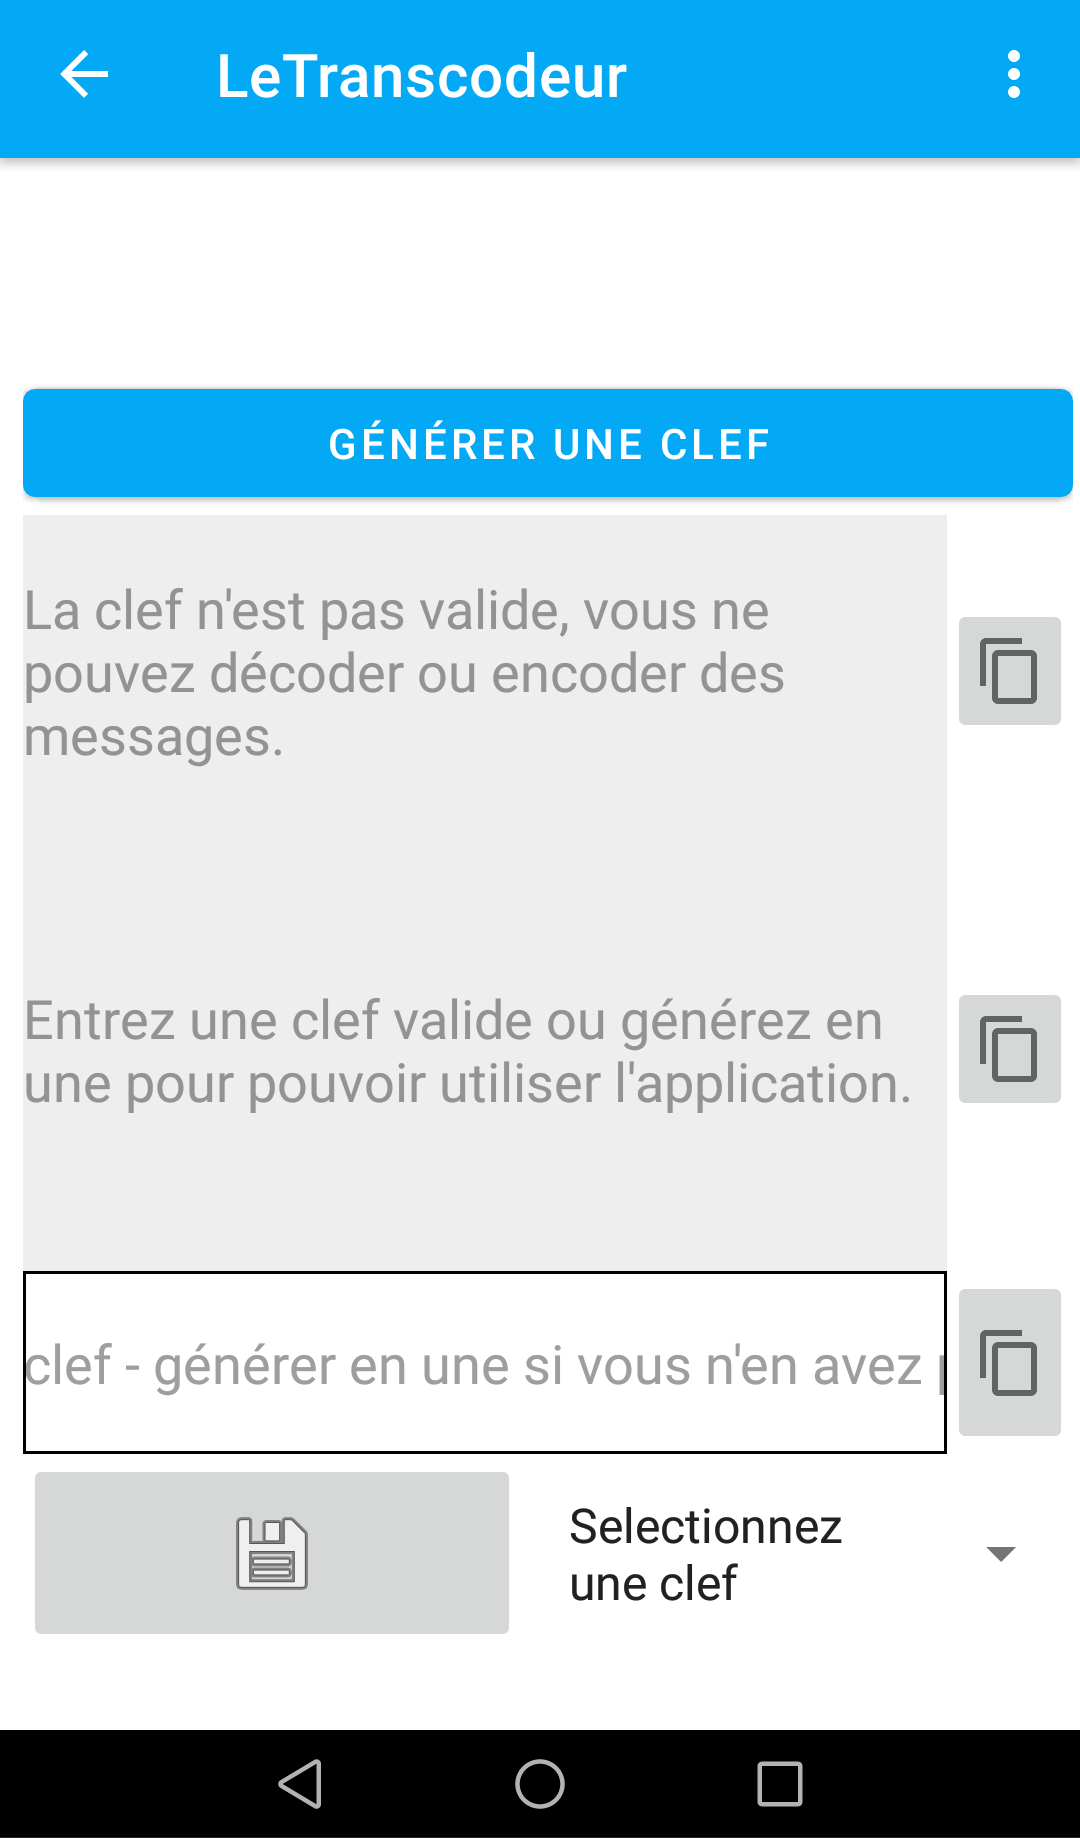 LeTranscodeur
GÉNÉRER UNE CLEF
La clef n'est pas valide, vous ne
pouvez décoder ou encoder des
messages.
Entrez une clef valide ou générez en
une pour pouvoir utiliser l'application.
clef - générer en une si vous n'en avez
Selectionnez
une clef